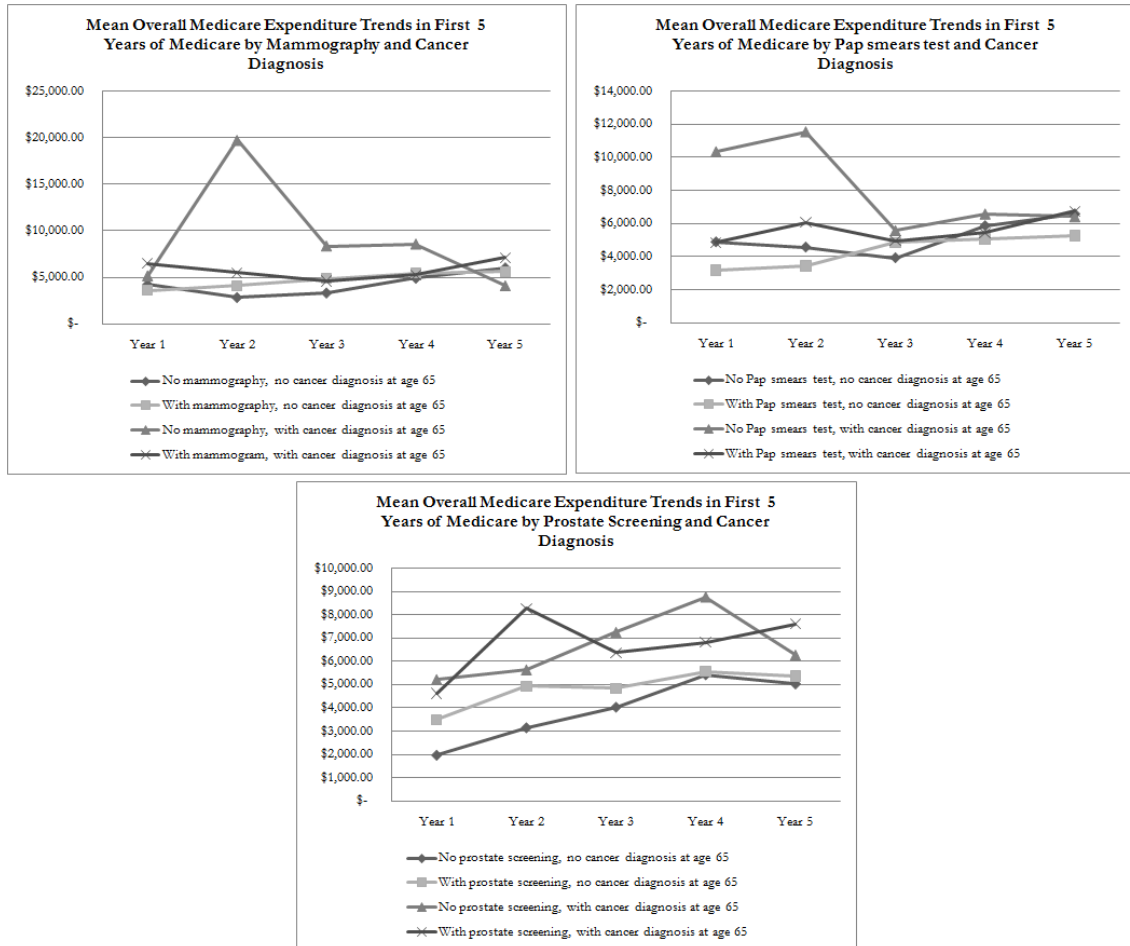 Mean Overall Medicare Expenditure Trends in First 5
Years of Medicare by Mammography and Cancer
Diagnosis
$25,000.00
$20,000.00
$15,000.00
$10,000.00
$5,000.00
$-
Year 1 Year 2 Year 3 Year 4 Year 5
No mammography, no cancer diagnosis at age 65
With mammography, no cancer diagnosis at age 65
No mammography, with cancer diagnosis at age 65
With mammogram, with cancer diagnosis at age 65
Mean Overall Medicare Expenditure Trends in First 5
Years of Medicare by Pap smears test and Cancer
Diagnosis
$14,000.00
$12,000.00
$10,000.00
$8,000.00
$6,000.00
$4,000.00
$2,000.00
$-
Year 1 Year 2 Year 3 Year 4 Year 5
No Pap smears test, no cancer diagnosis at age 65
With Pap smears test, no cancer diagnosis at age 65
No Pap smears test, with cancer diagnosis at age 65
With Pap smears test, with cancer diagnosis at age 65
Mean Overall Medicare Expenditure Trends in First 5
Years of Medicare by Prostate Screening and Cancer
Diagnosis
$10,000.00
$9,000.00
$8,000.00
$7,000.00
$6,000.00
$5,000.00
$4,000.00
$3,000.00
$2,000.00
$1,000.00
$-
Year 1 Year 2 Year 3 Year 4 Year 5
No prostate screening, no cancer diagnosis at age 65
With prostate screening, no cancer diagnosis at age 65
No prostate screening, with cancer diagnosis at age 65
With prostate screening, with cancer diagnosis at age 65